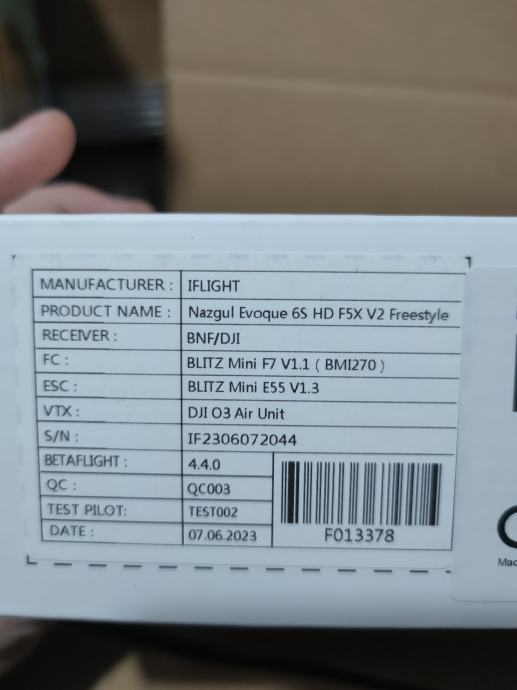 MANUFACTURER : IFLIGHT
PRODUCT NAME : Nazgul Evoque 6S HD F5X V2 Freestyle
RECEIVER : BNF/DJI
FC : BLITZ Mini F7 V1.1 ( BMI270 )
ESC : BLITZ Mini E55 V1.3
VTX : DJI O3 Air Unit
S/N : IF2306072044
BETAFLIGHT : 4.4.0
QC : QC003
TEST PILOT: TEST002
DATE : 07.06.2023
F013378